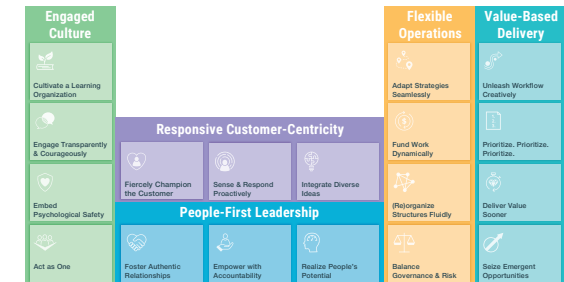 Engaged
Culture
Cultivate a Learning
Organization
Engage Transparently
& Courageously
Embed
Psychological Safety
Act as One
Responsive Customer-Centricity
Fiercely Champion
the Customer
Sense & Respond
Proactively
Integrate Diverse
Ideas
People-First Leadership
Foster Authentic
Relationships
Empower with
Accountability
Realize People's
Potential
Flexible
Operations
Adapt Strategies
Seamlessly
Fund Work
Dynamically
(Re)organize
Structures Fluidly
Balance
Governance & Risk
Value-Based
Delivery
Unleash Workflow
Creatively
Prioritize. Prioritize.
Prioritize.
Deliver Value
Sooner
Seize Emergent
Opportunities